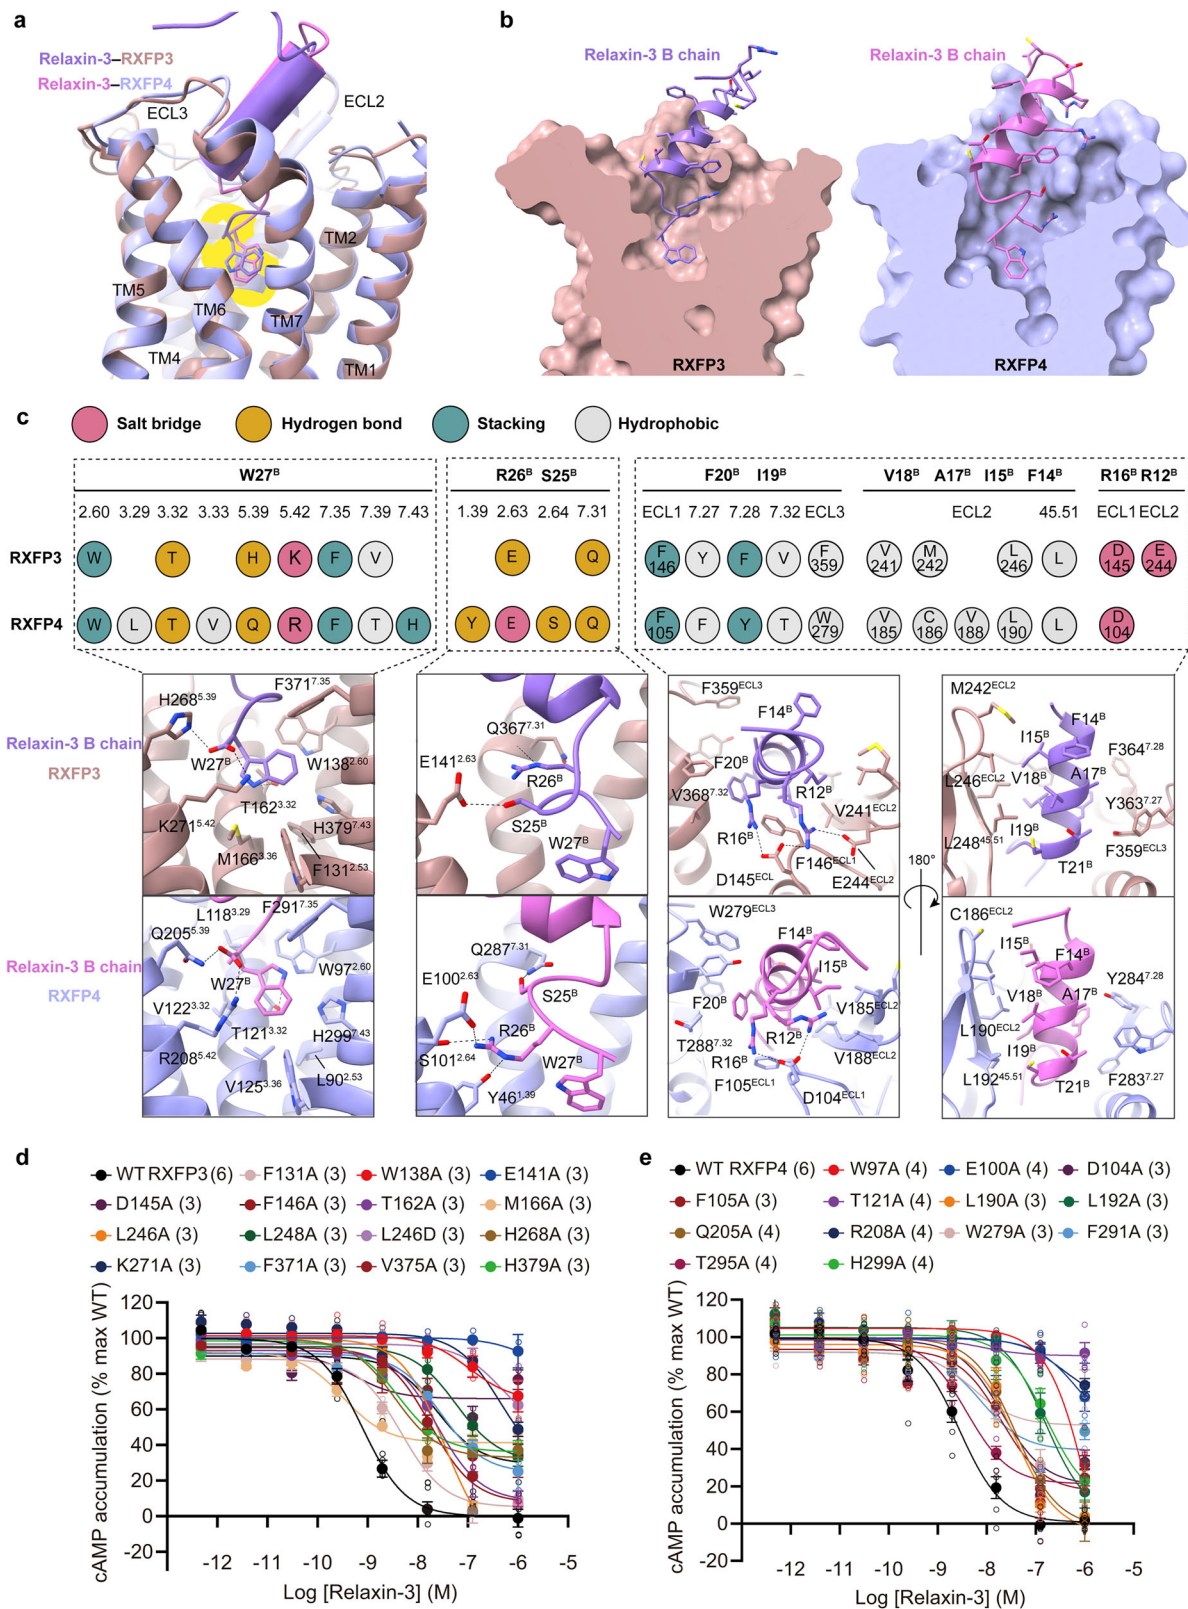 a
Relaxin-3–RXFP3
Relaxin-3–RXFP4
ECL3
ECL2
TM2
TM5
TM6
TM7
TM4
TM1
b
Relaxin-3 B chain
Relaxin-3 B chain
RXFP3
RXFP4
c
Salt bridge
Hydrogen bond
Stacking
Hydrophobic
W27ᴮ
R26ᴮ S25ᴮ
F20ᴮ I19ᴮ
V18ᴮ A17ᴮ I15ᴮ F14ᴮ
R16ᴮ R12ᴮ
2.60 3.29 3.32 3.33 5.39 5.42 7.35 7.39 7.43
1.39 2.63 2.64 7.31
ECL1 7.27 7.28 7.32 ECL3
ECL2
45.51
ECL1 ECL2
RXFP3
W T H K F V
E Q
F146 Y F V F359
V241 M242 L246 L
D145 E244
RXFP4
W L T V Q R F T H
Y E S Q
F105 F Y T W279
V185 C186 V188 L190 L
D104
Relaxin-3 B chain
RXFP3
H268⁵·³⁹
F371⁷·³⁵
W27ᴮ
W138²·⁶⁰
T162³·³²
K271⁵·⁴²
H379⁷·⁴³
M166³·³⁶
F131²·⁵³
Q367⁷·³¹
E141²·⁶³
R26ᴮ
S25ᴮ
W27ᴮ
F359ᴱᶜᴸ³
F14ᴮ
F20ᴮ
V368⁷·³²
R12ᴮ
V241ᴱᶜᴸ²
R16ᴮ
F146ᴱᶜᴸ¹
D145ᴱᶜᴸ
E244ᴱᶜᴸ²
180°
M242ᴱᶜᴸ²
F14ᴮ
I15ᴮ
F364⁷·²⁸
L246ᴱᶜᴸ²
V18ᴮ
A17ᴮ
Y363⁷·²⁷
I19ᴮ
L248⁴⁵·⁵¹
F359ᴱᶜᴸ³
T21ᴮ
Relaxin-3 B chain
RXFP4
L118³·²⁹
F291⁷·³⁵
Q205⁵·³⁹
W97²·⁶⁰
W27ᴮ
V122³·³²
T121³·³²
H299⁷·⁴³
R208⁵·⁴²
V125³·³⁶
L90²·⁵³
Q287⁷·³¹
E100²·⁶³
S25ᴮ
R26ᴮ
S101²·⁶⁴
W27ᴮ
Y46¹·³⁹
W279ᴱᶜᴸ³
F14ᴮ
I15ᴮ
F20ᴮ
V185ᴱᶜᴸ²
T288⁷·³²
R12ᴮ
R16ᴮ
V188ᴱᶜᴸ²
F105ᴱᶜᴸ¹
D104ᴱᶜᴸ¹
C186ᴱᶜᴸ²
I15ᴮ
F14ᴮ
Y284⁷·²⁸
V18ᴮ
A17ᴮ
L190ᴱᶜᴸ²
I19ᴮ
L192⁴⁵·⁵¹
F283⁷·²⁷
T21ᴮ
d
WT RXFP3 (6) F131A (3) W138A (3) E141A (3)
D145A (3) F146A (3) T162A (3) M166A (3)
L246A (3) L248A (3) L246D (3) H268A (3)
K271A (3) F371A (3) V375A (3) H379A (3)
cAMP accumulation (% max WT)
120
100
80
60
40
20
0
-20
-12 -11 -10 -9 -8 -7 -6 -5
Log [Relaxin-3] (M)
e
WT RXFP4 (6) W97A (4) E100A (4) D104A (3)
F105A (3) T121A (4) L190A (3) L192A (3)
Q205A (4) R208A (4) W279A (3) F291A (3)
T295A (4) H299A (4)
cAMP accumulation (% max WT)
120
100
80
60
40
20
0
-20
-12 -11 -10 -9 -8 -7 -6 -5
Log [Relaxin-3] (M)